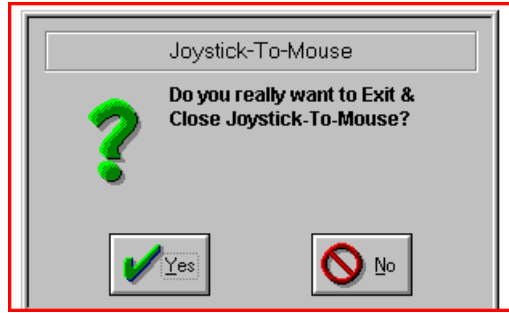 Joystick-To-Mouse
Do you really want to Exit &
Close Joystick-To-Mouse?
Yes
No